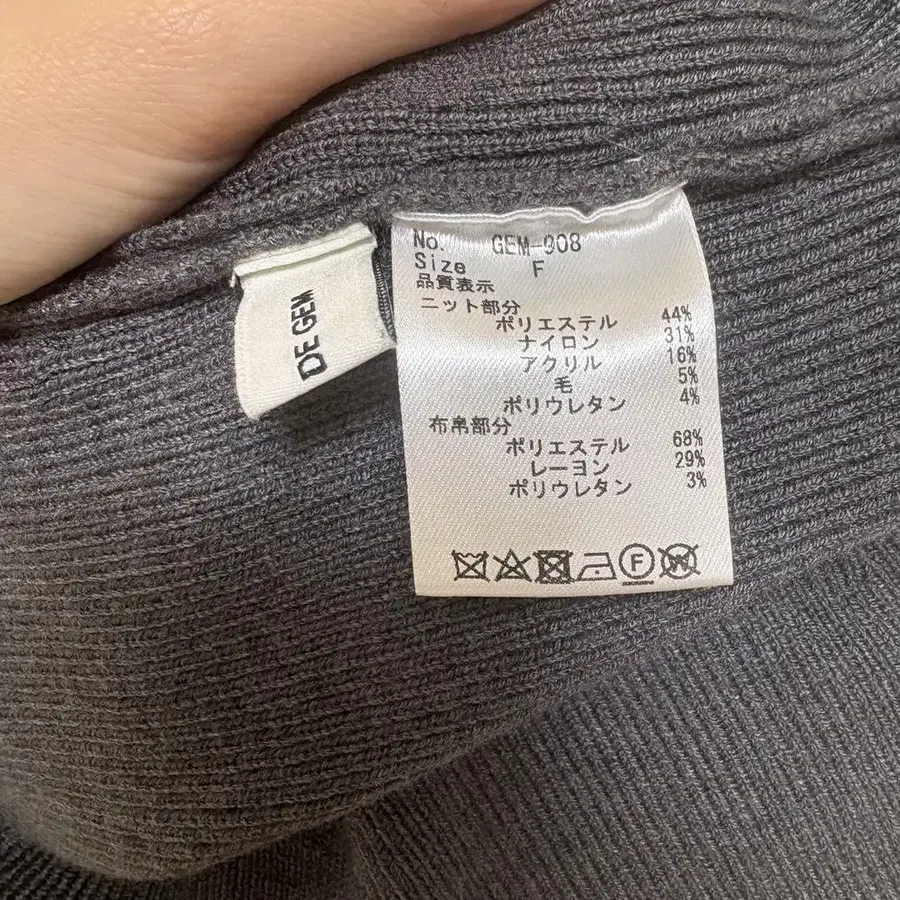 DE GEM
No. GEM-908
Size F
品質表示
ニット部分
ポリエステル 44%
ナイロン 31%
アクリル 16%
毛 5%
ポリウレタン 4%
布帛部分
ポリエステル 68%
レーヨン 29%
ポリウレタン 3%
F W